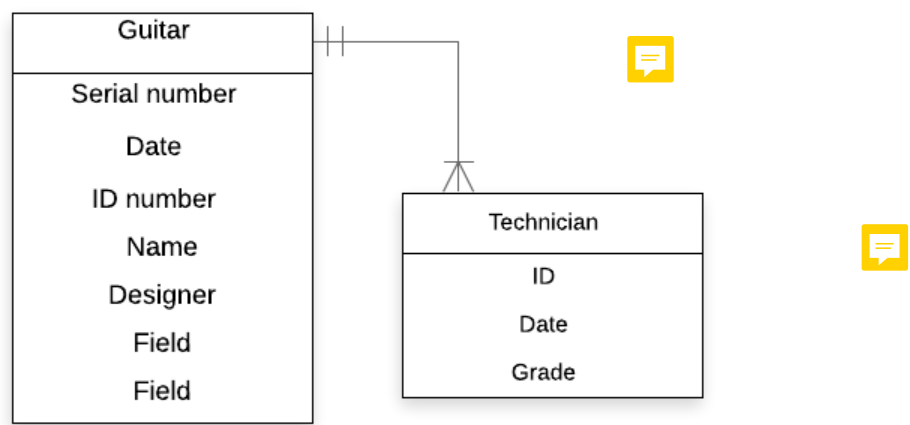 Guitar
Serial number
Date
ID number
Name
Designer
Field
Field
Technician
ID
Date
Grade